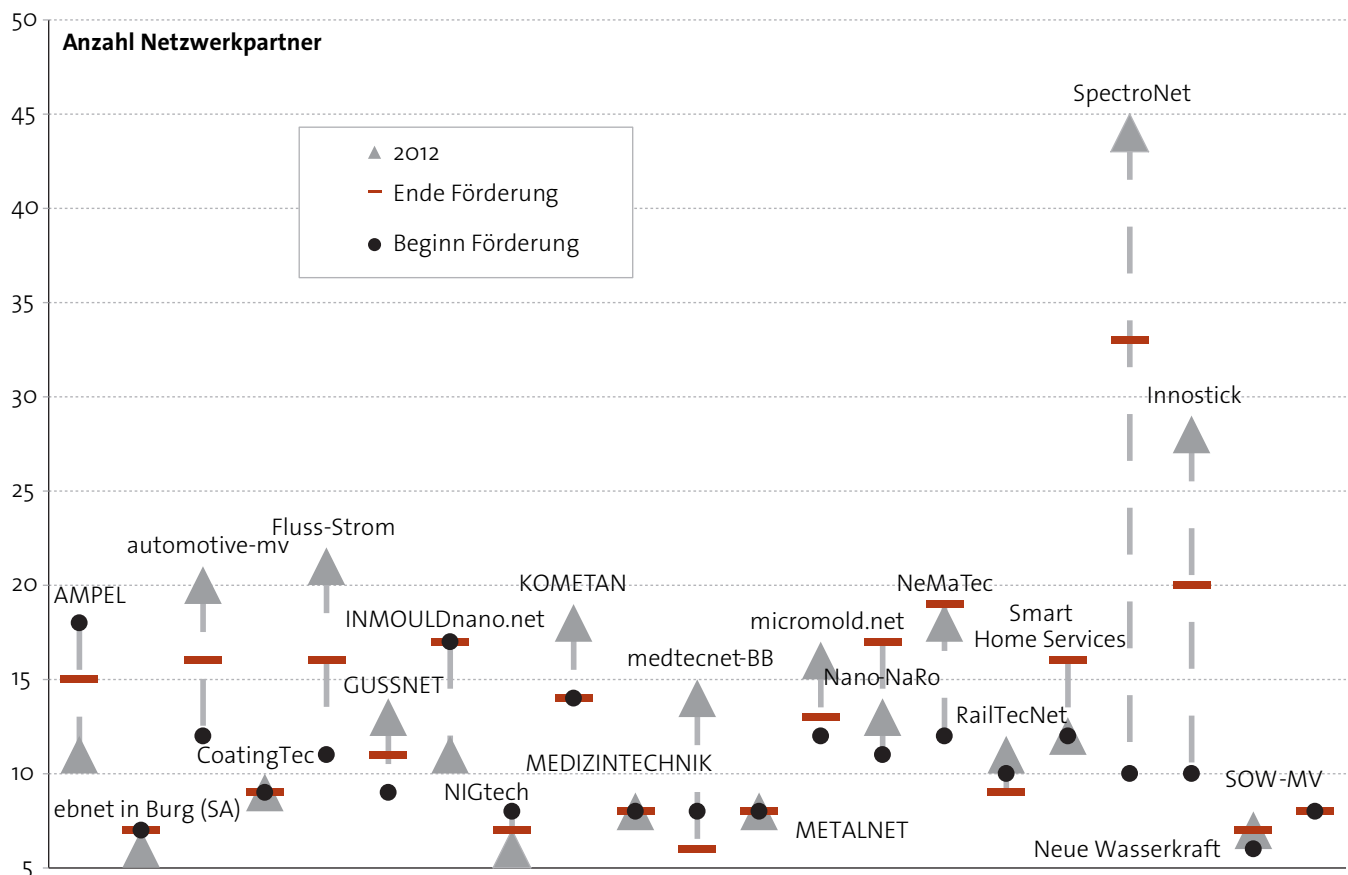 50
Anzahl Netzwerkpartner
SpectroNet
45
2012
Ende Förderung
40
Beginn Förderung
35
30
Innostick
25
Fluss-Strom
automotive-mv
20
AMPEL
KOMETAN
NeMaTec
INMOULDnano.net
micromold.net
Smart
Home Services
15
GUSSNET
medtecnet-BB
Nano-NaRo
RailTecNet
CoatingTec
10
MEDIZINTECHNIK
NIGtech
SOW-MV
ebnet in Burg (SA)
METALNET
Neue Wasserkraft
5